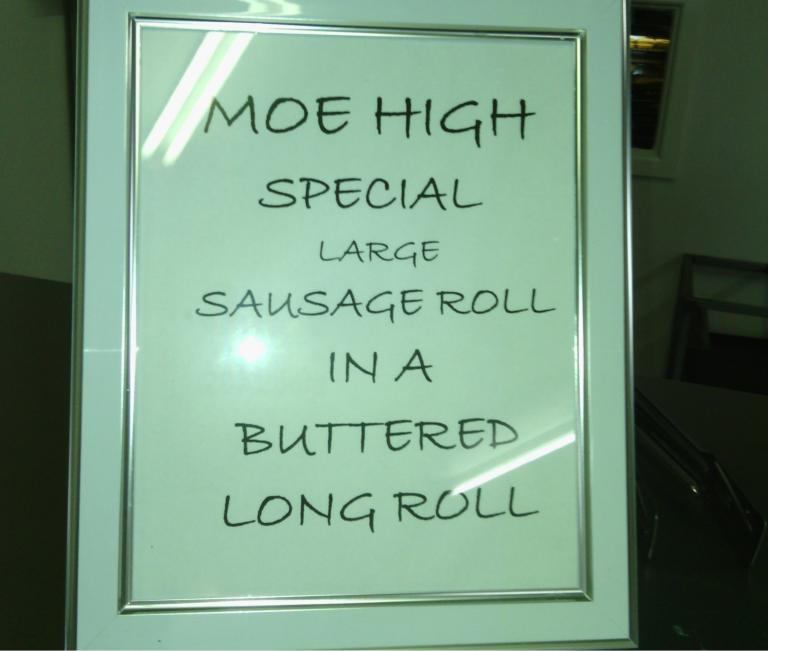 MOE HIGH
SPECIAL
LARGE
SAUSAGE ROLL
IN A
BUTTERED
LONG ROLL